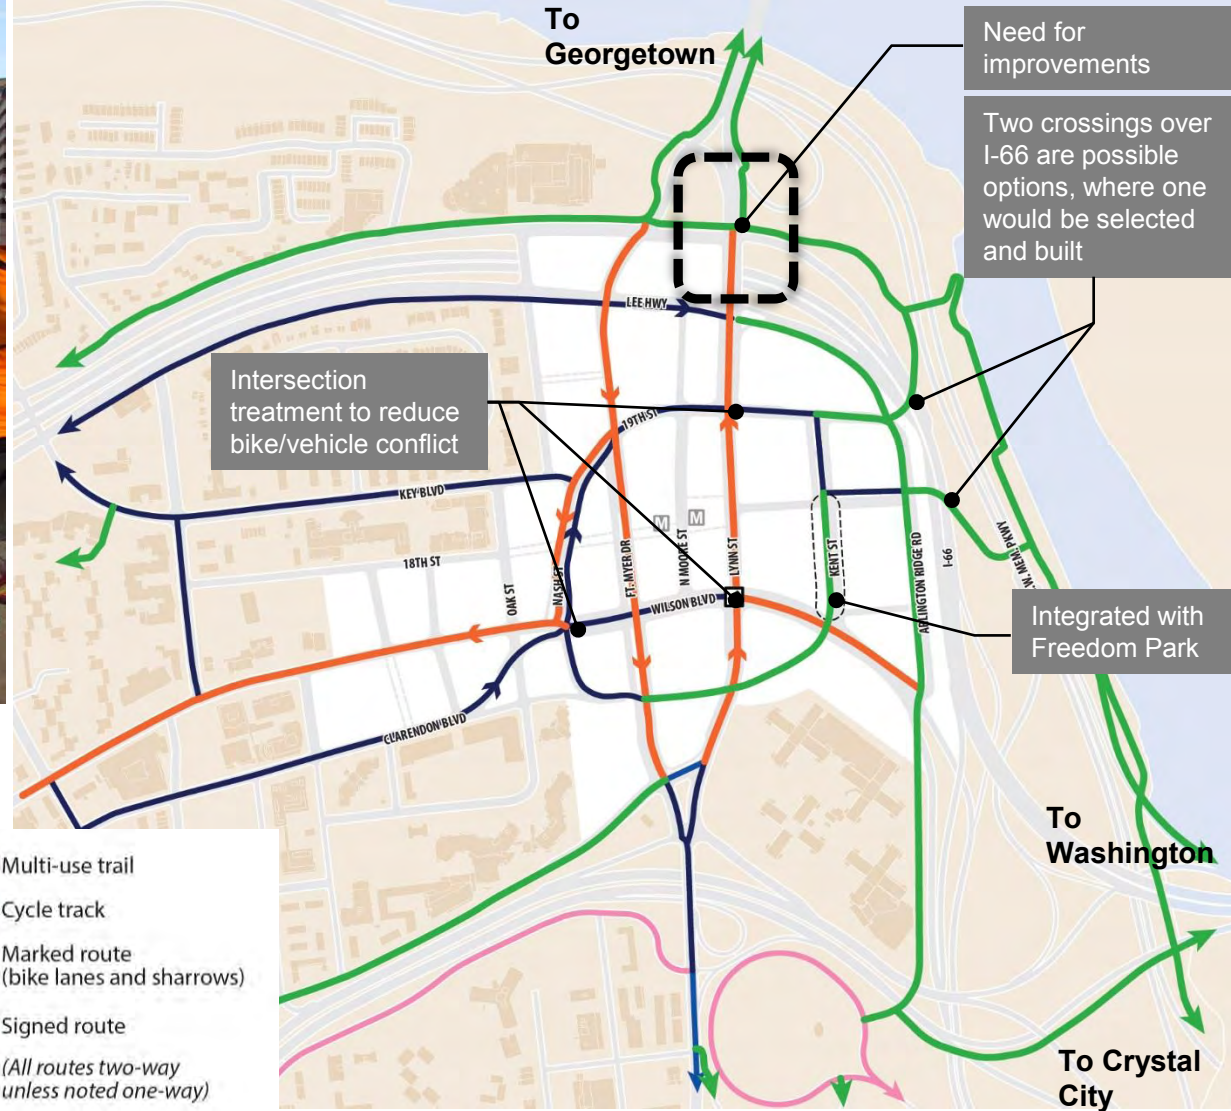 To
Georgetown
Need for
improvements
Two crossings over
I-66 are possible
options, where one
would be selected
and built
LEE HWY
Intersection
treatment to reduce
bike/vehicle conflict
19TH ST
KEY BLVD
M
M
18TH ST
OAK ST
NASH ST
FT. MYER DR
N MOORE ST
LYNN ST
KENT ST
ARLINGTON RIDGE RD
I-66
.W. MEM. PKWY
WILSON BLVD
Integrated with
Freedom Park
CLARENDON BLVD
To
Washington
Multi-use trail
Cycle track
Marked route
(bike lanes and sharrows)
Signed route
(All routes two-way
unless noted one-way)
To Crystal
City